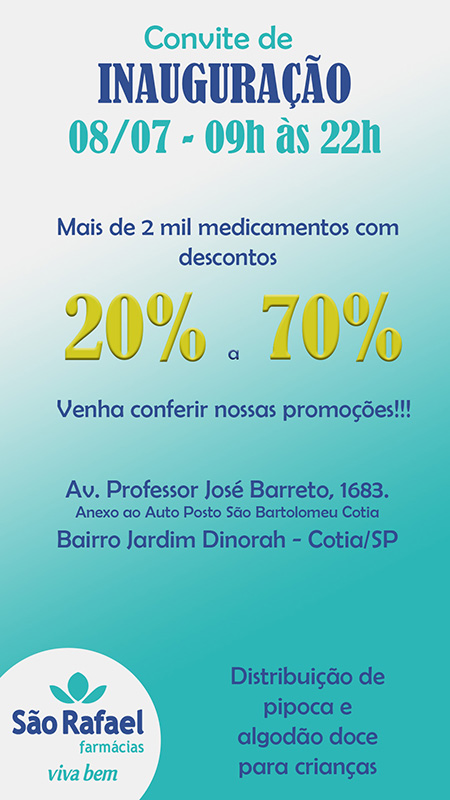 Convite de
INAUGURAÇÃO
08/07 - 09h às 22h
Mais de 2 mil medicamentos com
descontos
20% a 70%
Venha conferir nossas promoções!!!
Av. Professor José Barreto, 1683.
Anexo ao Auto Posto São Bartolomeu Cotia
Bairro Jardim Dinorah - Cotia/SP
São Rafael
farmácias
viva bem
Distribuição de
pipoca e
algodão doce
para crianças